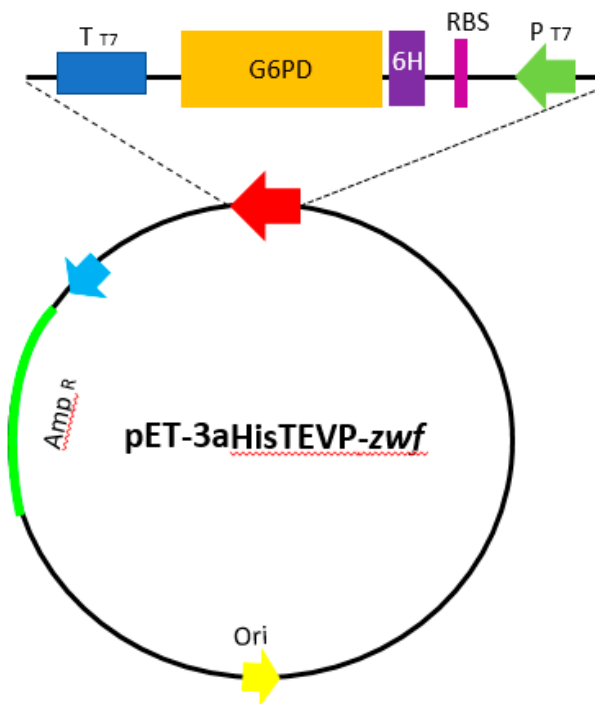 T T7
G6PD
6H
RBS
P T7
Amp R
pET-3aHisTEVP-zwf
Ori